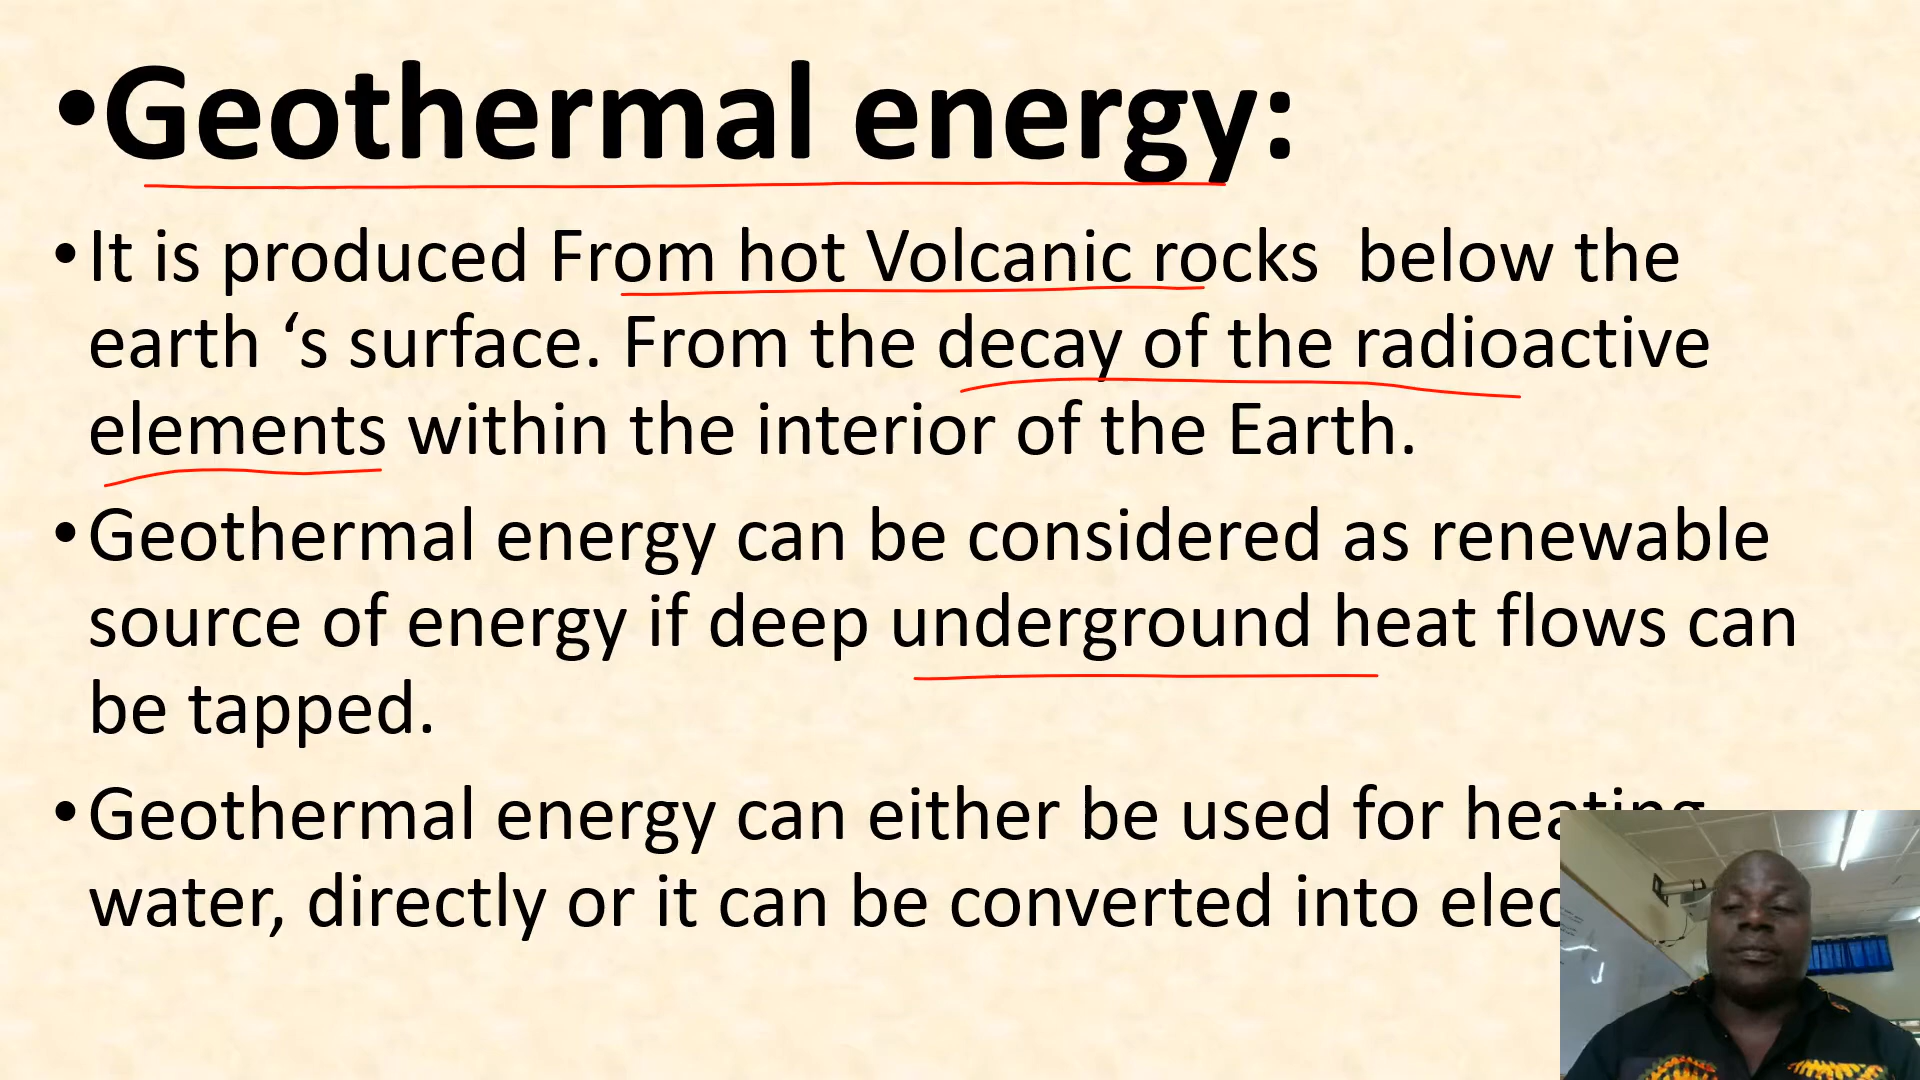 •Geothermal energy:
•It is produced From hot Volcanic rocks  below the
earth ‘s surface. From the decay of the radioactive
elements within the interior of the Earth.
•Geothermal energy can be considered as renewable
source of energy if deep underground heat flows can
be tapped.
•Geothermal energy can either be used for heating
water, directly or it can be converted into elec